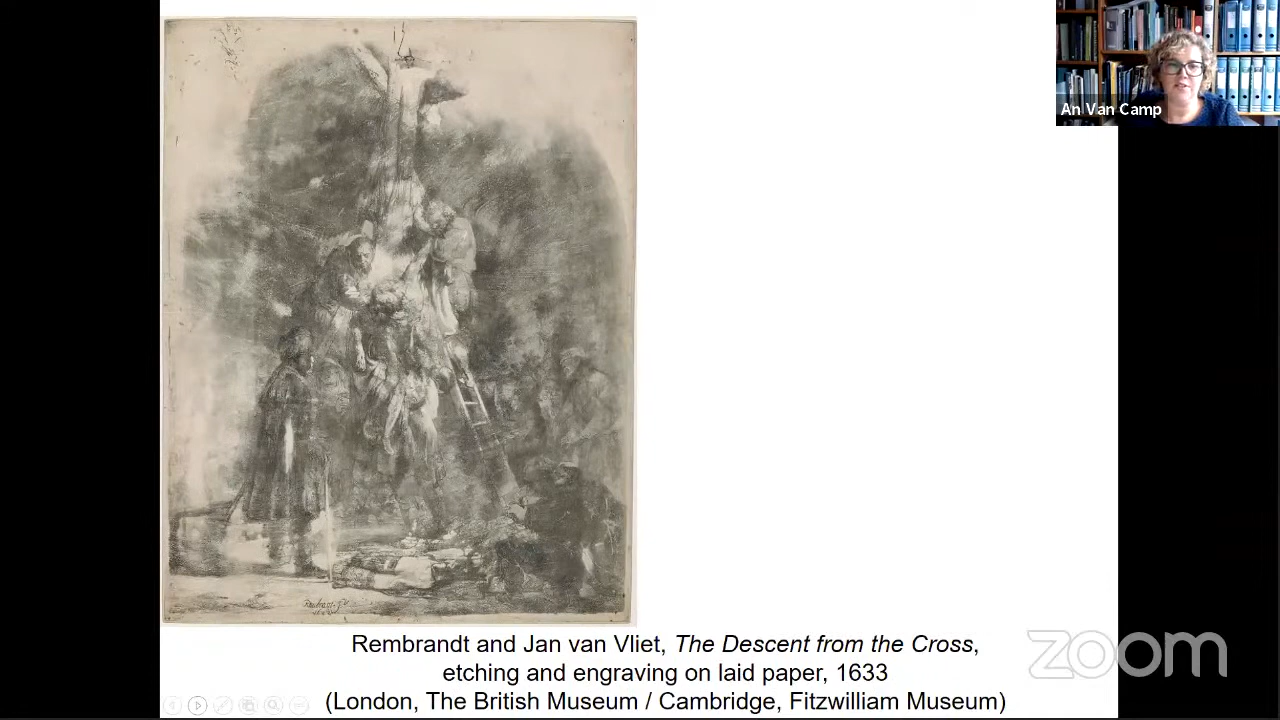 An Van Camp
Rembrandt and Jan van Vliet, The Descent from the Cross,
etching and engraving on laid paper, 1633
(London, The British Museum / Cambridge, Fitzwilliam Museum)
zoom